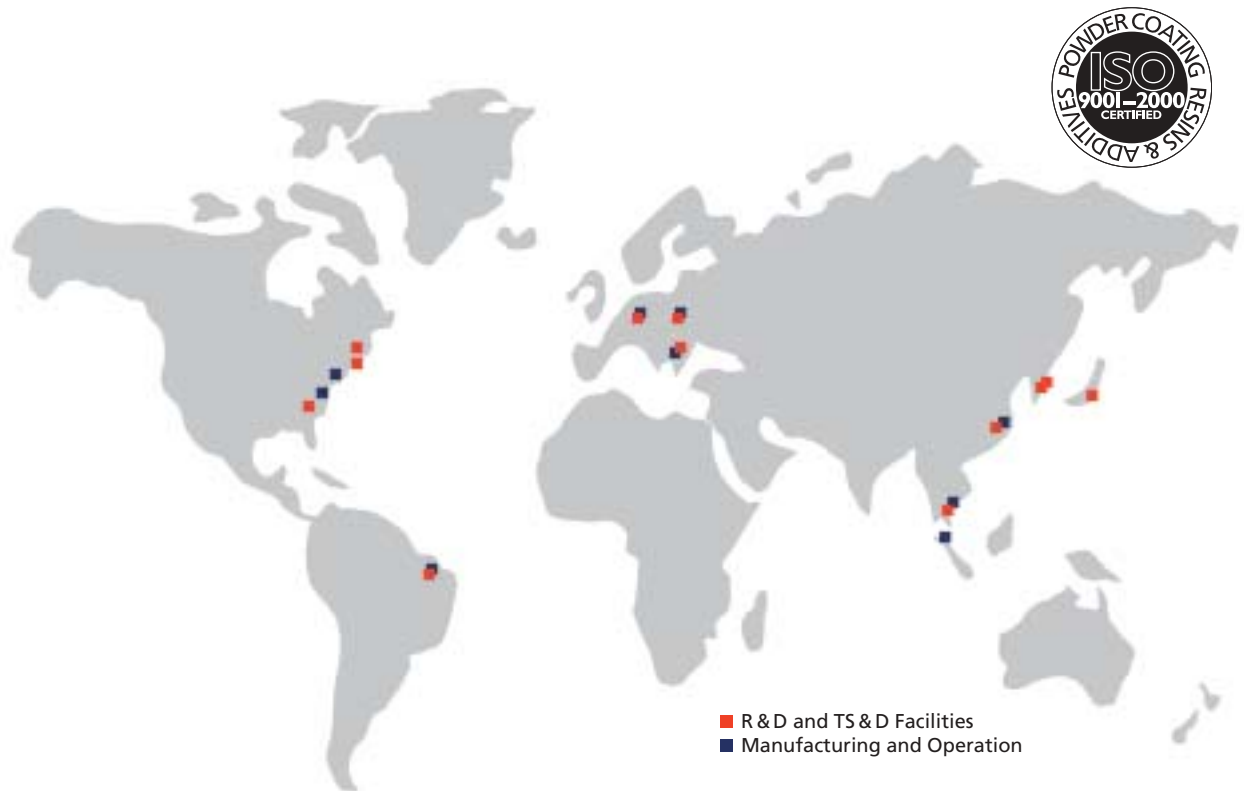 POWDER COATING RESINS & ADDITIVES
ISO
9001–2000
CERTIFIED
R & D and TS & D Facilities
Manufacturing and Operation